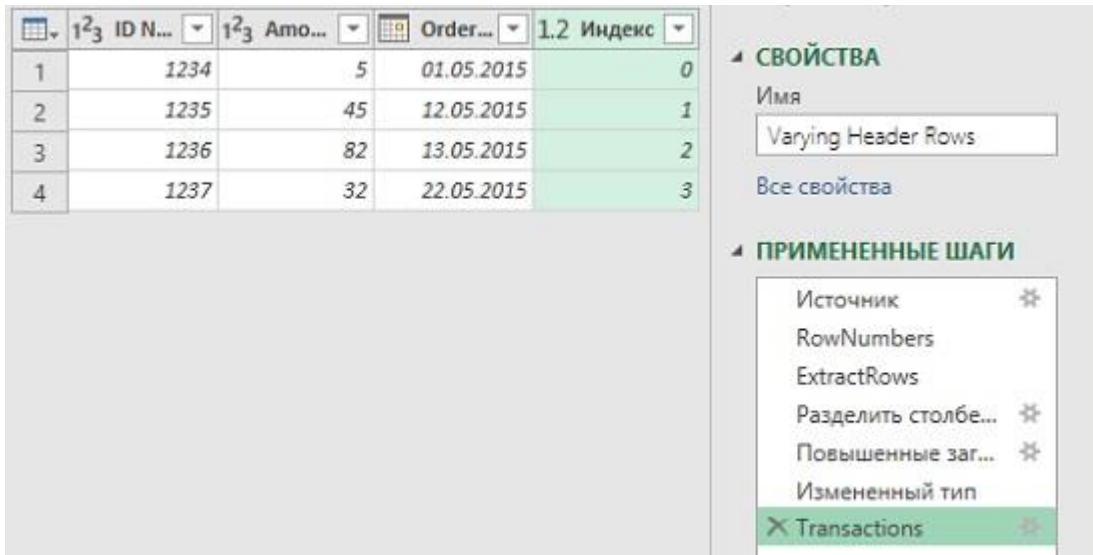 1²3 ID N... 1²3 Amo... Order... 1.2 Индекс
1 1234 5 01.05.2015 0
2 1235 45 12.05.2015 1
3 1236 82 13.05.2015 2
4 1237 32 22.05.2015 3
СВОЙСТВА
Имя
Varying Header Rows
Все свойства
ПРИМЕНЕННЫЕ ШАГИ
Источник
RowNumbers
ExtractRows
Разделить столбе...
Повышенные заг...
Измененный тип
Transactions